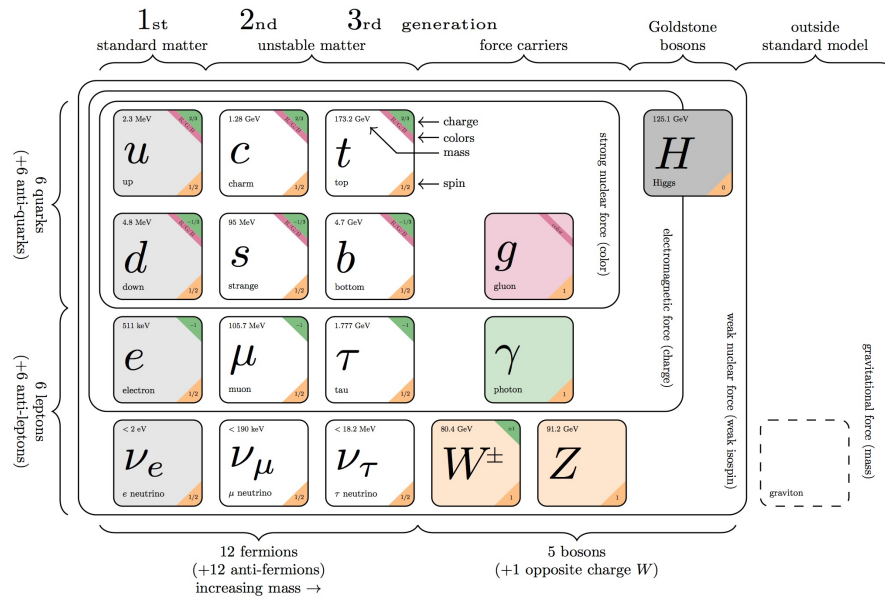 1st 2nd 3rd generation
standard matter unstable matter force carriers
Goldstone
bosons
outside
standard model
6 quarks
(+6 anti-quarks)
6 leptons
(+6 anti-leptons)
2.3 MeV 2/3
R/G/B
u
up 1/2
1.28 GeV 2/3
R/G/B
c
charm 1/2
173.2 GeV 2/3
R/G/B
t
top 1/2
charge
colors
mass
spin
125.1 GeV
H
Higgs 0
4.8 MeV −1/3
R/G/B
d
down 1/2
95 MeV −1/3
R/G/B
s
strange 1/2
4.7 GeV −1/3
R/G/B
b
bottom 1/2
color
g
gluon 1
511 keV −1
e
electron 1/2
105.7 MeV −1
μ
muon 1/2
1.777 GeV −1
τ
tau 1/2
γ
photon 1
< 2 eV
νe
e neutrino 1/2
< 190 keV
νμ
μ neutrino 1/2
< 18.2 MeV
ντ
τ neutrino 1/2
80.4 GeV ±1
W±
1
91.2 GeV
Z
1
graviton
strong nuclear force (color)
electromagnetic force (charge)
weak nuclear force (weak isospin)
gravitational force (mass)
12 fermions
(+12 anti-fermions)
increasing mass →
5 bosons
(+1 opposite charge W)